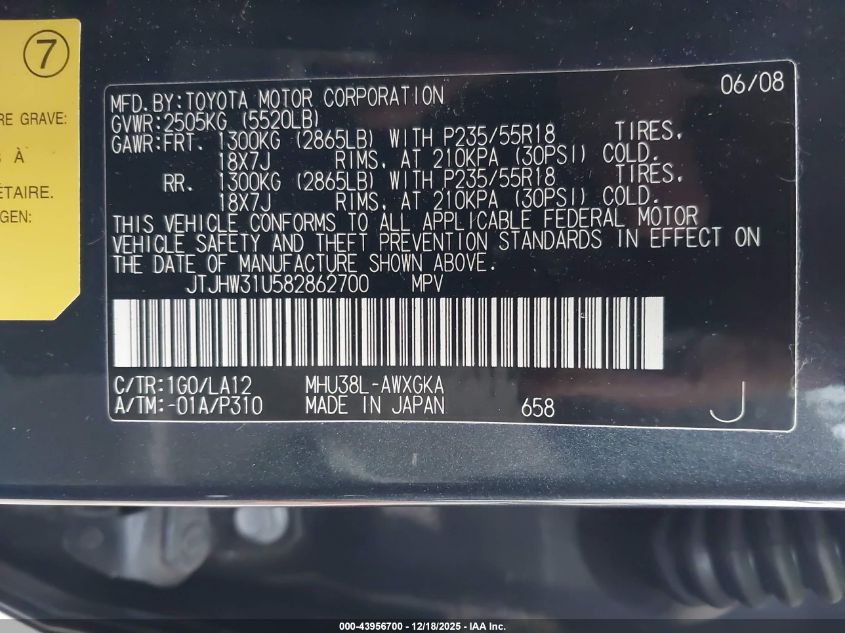 7
RE GRAVE:
S À
ÉTAIRE.
GEN:
06/08
MFD.BY:TOYOTA MOTOR CORPORATION
GVWR:2505KG (5520LB)
GAWR:FRT. 1300KG (2865LB) WITH P235/55R18 TIRES,
18X7J RIMS, AT 210KPA (30PSI) COLD.
RR. 1300KG (2865LB) WITH P235/55R18 TIRES,
18X7J RIMS, AT 210KPA (30PSI) COLD.
THIS VEHICLE CONFORMS TO ALL APPLICABLE FEDERAL MOTOR
VEHICLE SAFETY AND THEFT PREVENTION STANDARDS IN EFFECT ON
THE DATE OF MANUFACTURE SHOWN ABOVE.
JTJHW31U582862700 MPV
C/TR:1G0/LA12 MHU38L-AWXGKA
A/TM:-01A/P310 MADE IN JAPAN 658 J
000-43956700 - 12/18/2025 - IAA Inc.